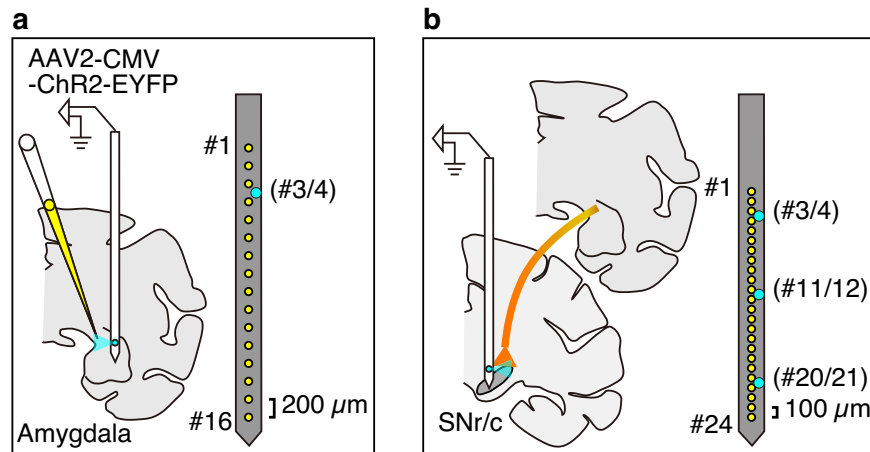 a
AAV2-CMV
-ChR2-EYFP
#1
(#3/4)
#16
200 µm
Amygdala
b
#1
(#3/4)
(#11/12)
(#20/21)
#24
100 µm
SNr/c